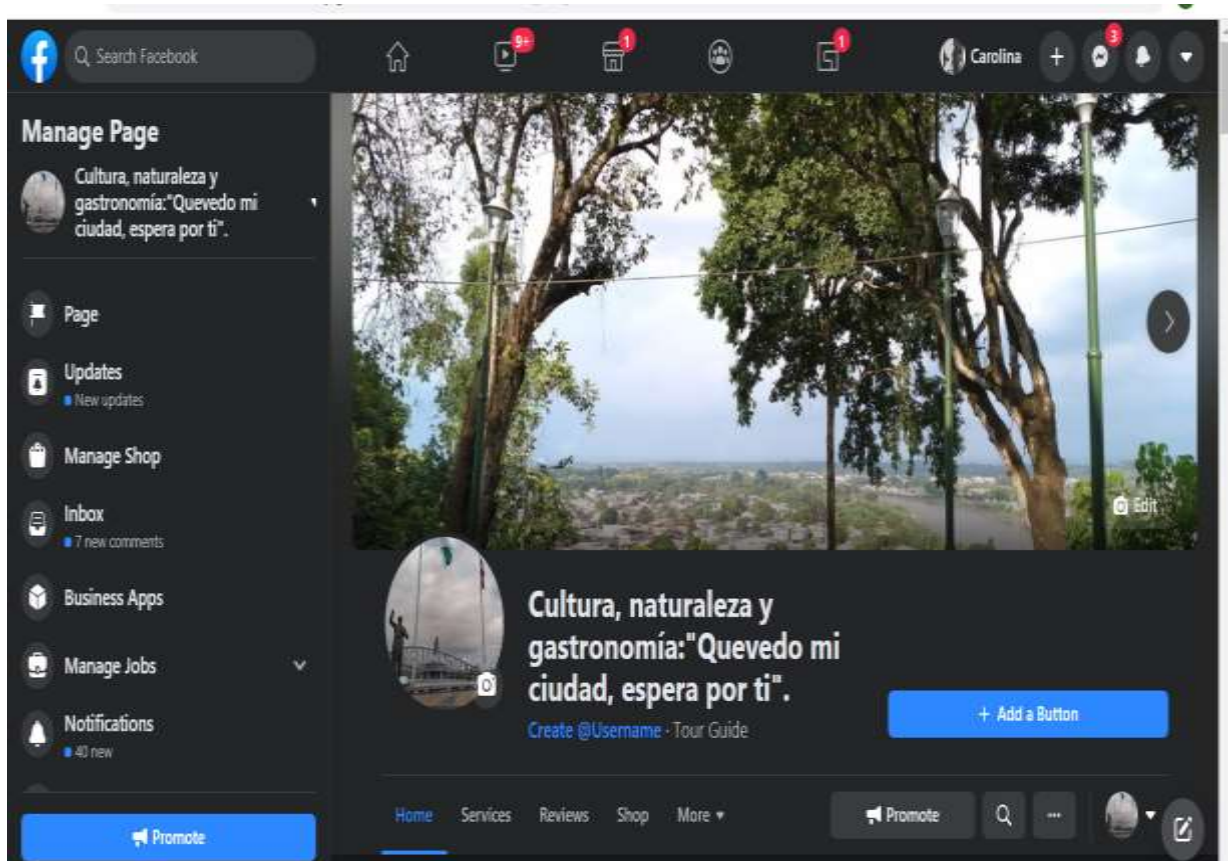 Search Facebook
9+
1
1
Carolina
3
Manage Page
Cultura, naturaleza y
gastronomía:"Quevedo mi
ciudad, espera por ti".
Page
Updates
New updates
Manage Shop
Inbox
7 new comments
Business Apps
Manage Jobs
Notifications
40 new
Promote
Edit
Cultura, naturaleza y
gastronomía:"Quevedo mi
ciudad, espera por ti".
Create @Username · Tour Guide
+ Add a Button
Home Services Reviews Shop More
Promote